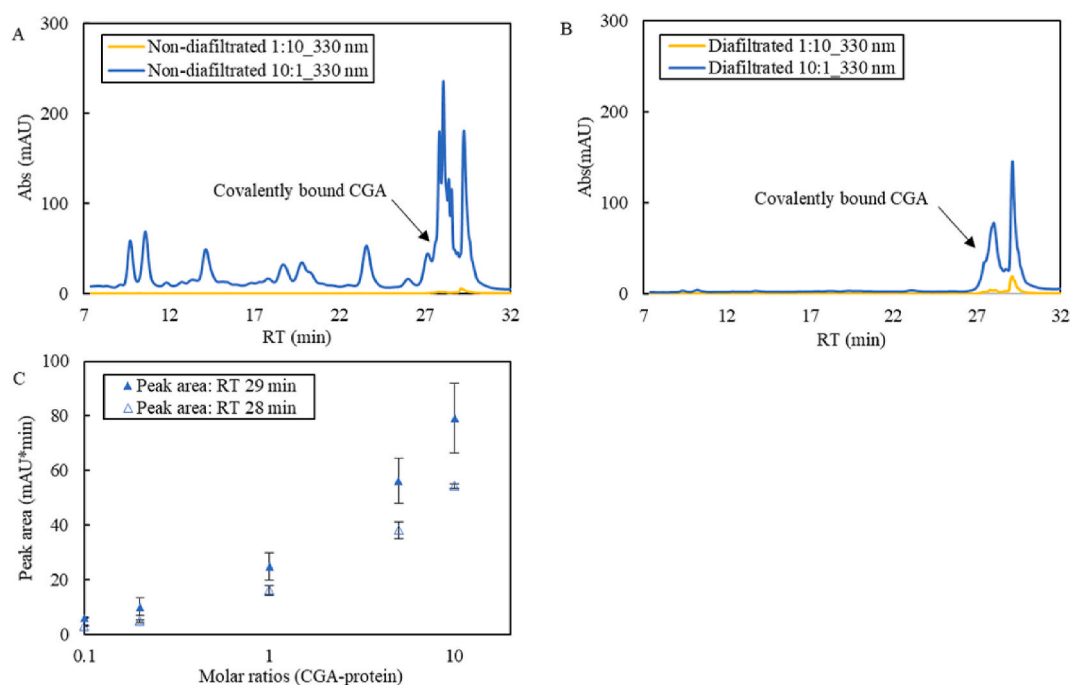 A
Non-diafiltrated 1:10_330 nm
Non-diafiltrated 10:1_330 nm
Covalently bound CGA
Abs (mAU)
300
200
100
0
7 12 17 22 27 32
RT (min)
B
Diafiltrated 1:10_330 nm
Diafiltrated 10:1_330 nm
Covalently bound CGA
Abs(mAU)
300
200
100
0
7 12 17 22 27 32
RT (min)
C
Peak area: RT 29 min
Peak area: RT 28 min
Peak area (mAU*min)
100
80
60
40
20
0
0.1 1 10
Molar ratios (CGA-protein)